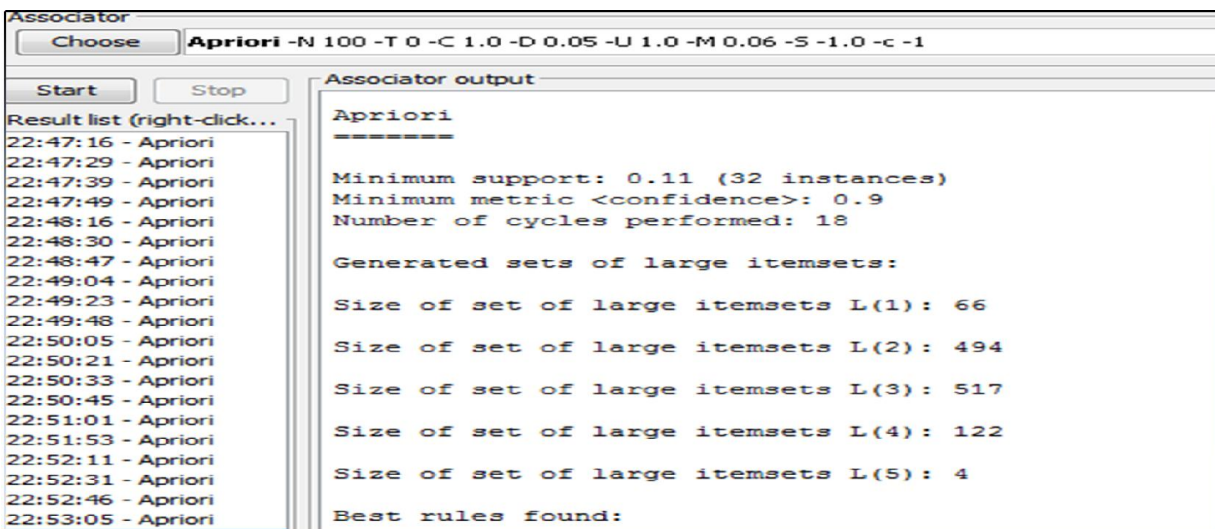 Associator
Choose Apriori -N 100 -T 0 -C 1.0 -D 0.05 -U 1.0 -M 0.06 -S -1.0 -c -1
Start Stop
Result list (right-click...
22:47:16 - Apriori
22:47:29 - Apriori
22:47:39 - Apriori
22:47:49 - Apriori
22:48:16 - Apriori
22:48:30 - Apriori
22:48:47 - Apriori
22:49:04 - Apriori
22:49:23 - Apriori
22:49:48 - Apriori
22:50:05 - Apriori
22:50:21 - Apriori
22:50:33 - Apriori
22:50:45 - Apriori
22:51:01 - Apriori
22:51:53 - Apriori
22:52:11 - Apriori
22:52:31 - Apriori
22:52:46 - Apriori
22:53:05 - Apriori
Associator output
Apriori
=======
Minimum support: 0.11 (32 instances)
Minimum metric <confidence>: 0.9
Number of cycles performed: 18
Generated sets of large itemsets:
Size of set of large itemsets L(1): 66
Size of set of large itemsets L(2): 494
Size of set of large itemsets L(3): 517
Size of set of large itemsets L(4): 122
Size of set of large itemsets L(5): 4
Best rules found: